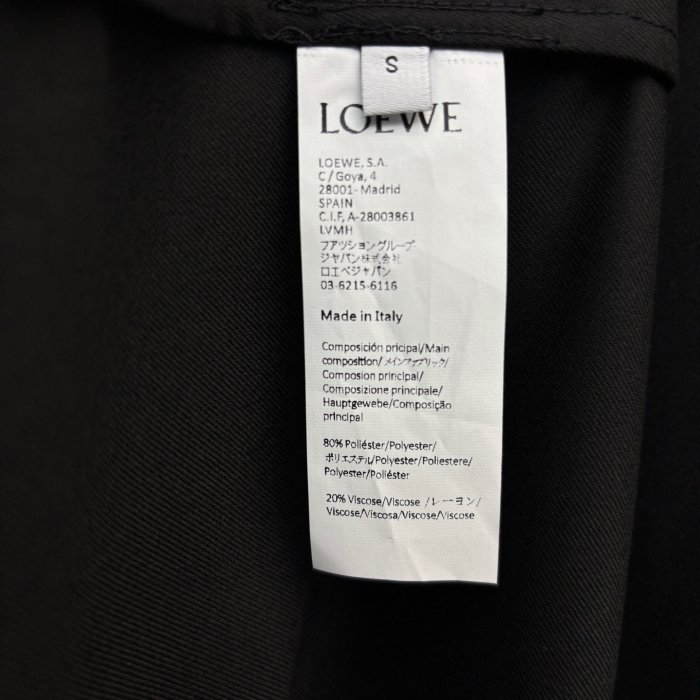 S
LOEWE
LOEWE, S.A.
C / Goya, 4
28001- Madrid
SPAIN
C.I.F, A-28003861
LVMH
フアツショングループ
ジャパン株式会社
ロエベジャパン
03-6215-6116
Made in Italy
Composición pricipal/Main
composition/ メインファブリック/
Composion principal/
Composizione principale/
Hauptgewebe/Composição
principal
80% Poliéster/Polyester/
ポリエステル/Polyester/Poliestere/
Polyester/Poliéster
20% Viscose/Viscose /レーヨン/
Viscose/Viscosa/Viscose/Viscose